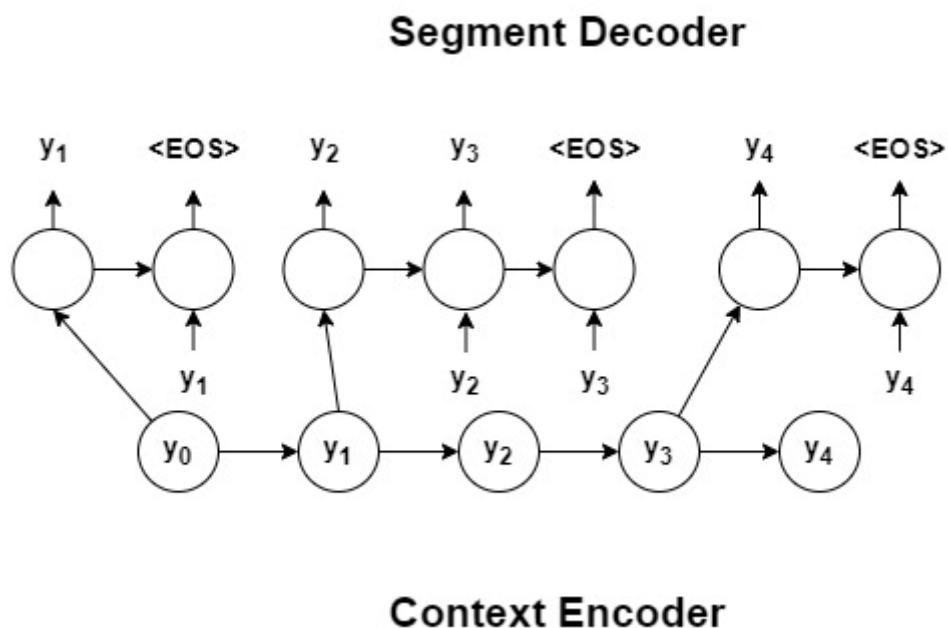 Segment Decoder
y₁ <EOS> y₂ y₃ <EOS> y₄ <EOS>
y₁ y₂ y₃ y₄
y₀ y₁ y₂ y₃ y₄
Context Encoder